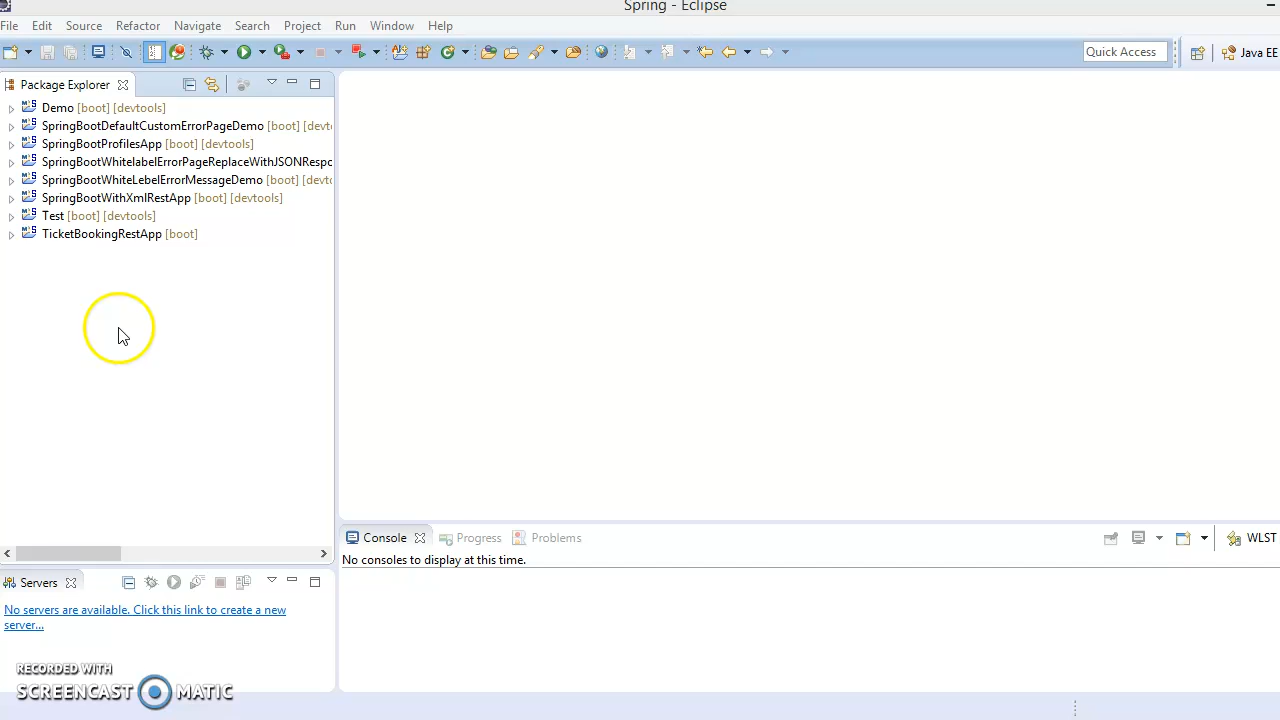 Spring - Eclipse
File Edit Source Refactor Navigate Search Project Run Window Help
Quick Access
Java EE
Package Explorer
Demo [boot] [devtools]
SpringBootDefaultCustomErrorPageDemo [boot] [devt
SpringBootProfilesApp [boot] [devtools]
SpringBootWhitelabelErrorPageReplaceWithJSONRespo
SpringBootWhiteLebelErrorMessageDemo [boot] [devt
SpringBootWithXmlRestApp [boot] [devtools]
Test [boot] [devtools]
TicketBookingRestApp [boot]
Console Progress Problems
WLST
No consoles to display at this time.
Servers
No servers are available. Click this link to create a new
server...
RECORDED WITH
SCREENCAST MATIC